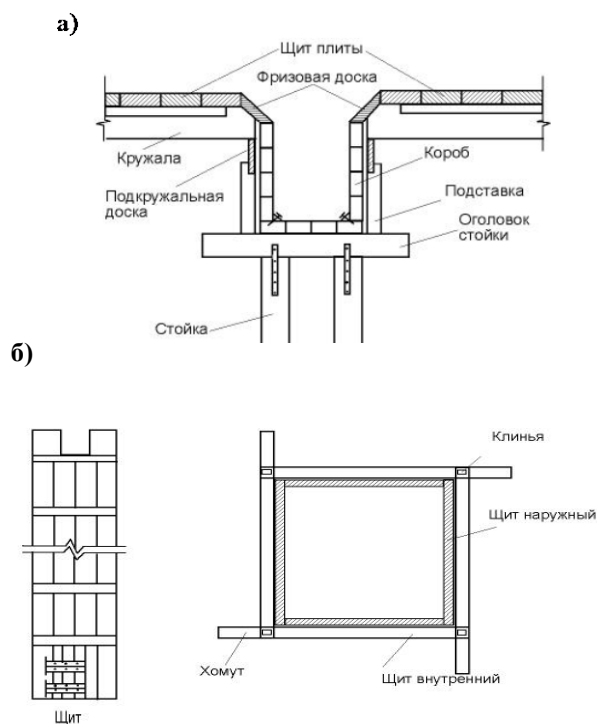 а)
Щит плиты
Фризовая доска
Кружала
Короб
Подкружальная
доска
Подставка
Оголовок
стойки
Стойка
б)
Клинья
Щит наружный
Хомут
Щит внутренний
Щит